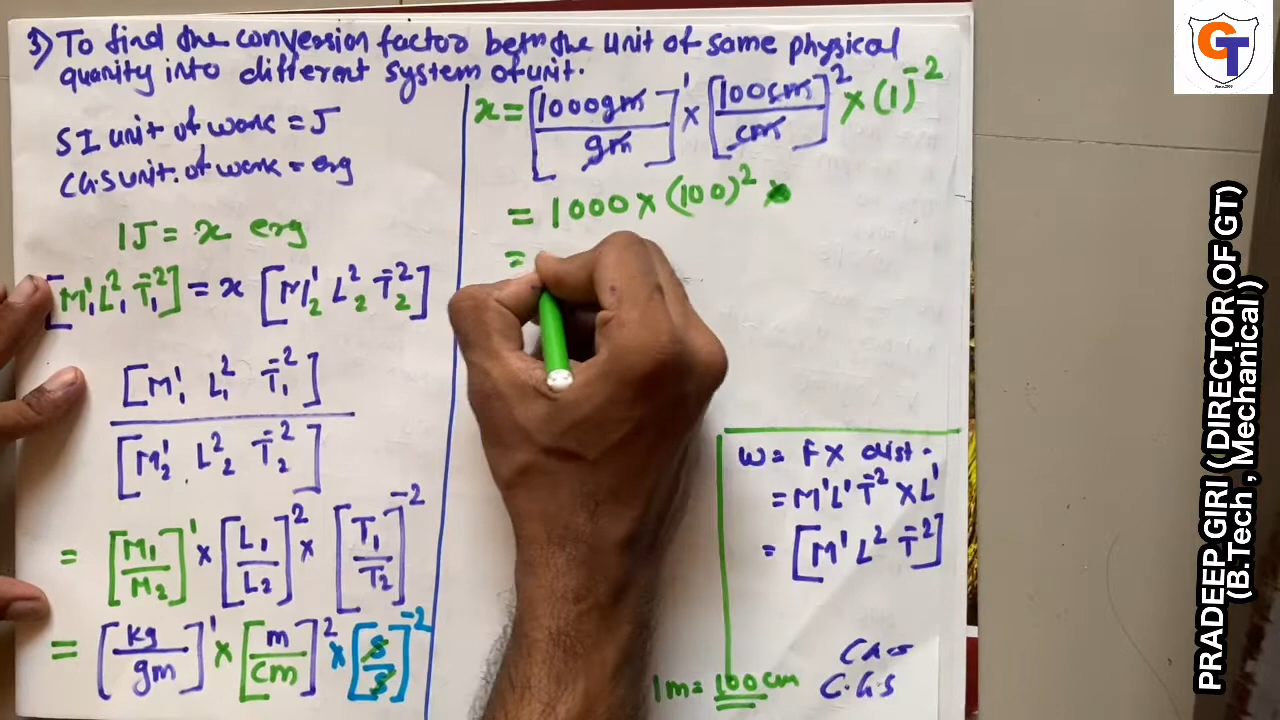 3) To find the conversion factor betn the unit of same physical
quanity into different system of unit.
SI unit of work = J
CGS unit. of work = erg
1J = x erg
[M₁¹ L₁² T₁⁻²] = x [M₂¹ L₂² T₂⁻²]
[M₁¹ L₁² T₁⁻²]
[M₂¹ L₂² T₂⁻²]
= [M₁/M₂]¹ × [L₁/L₂]² × [T₁/T₂]⁻²
= [kg/gm]¹ × [m/cm]² × [s/s]⁻²
x = [1000gm/gm]¹ × [100cm/cm]² × (1)⁻²
= 1000 × (100)²
=
W = F X dist.
= M¹L¹T⁻² × L¹
= [M¹ L² T⁻²]
1m = 100 cm
C.G.S
GT
PRADEEP GIRI ( DIRECTOR OF GT)
(B.Tech , Mechanical )